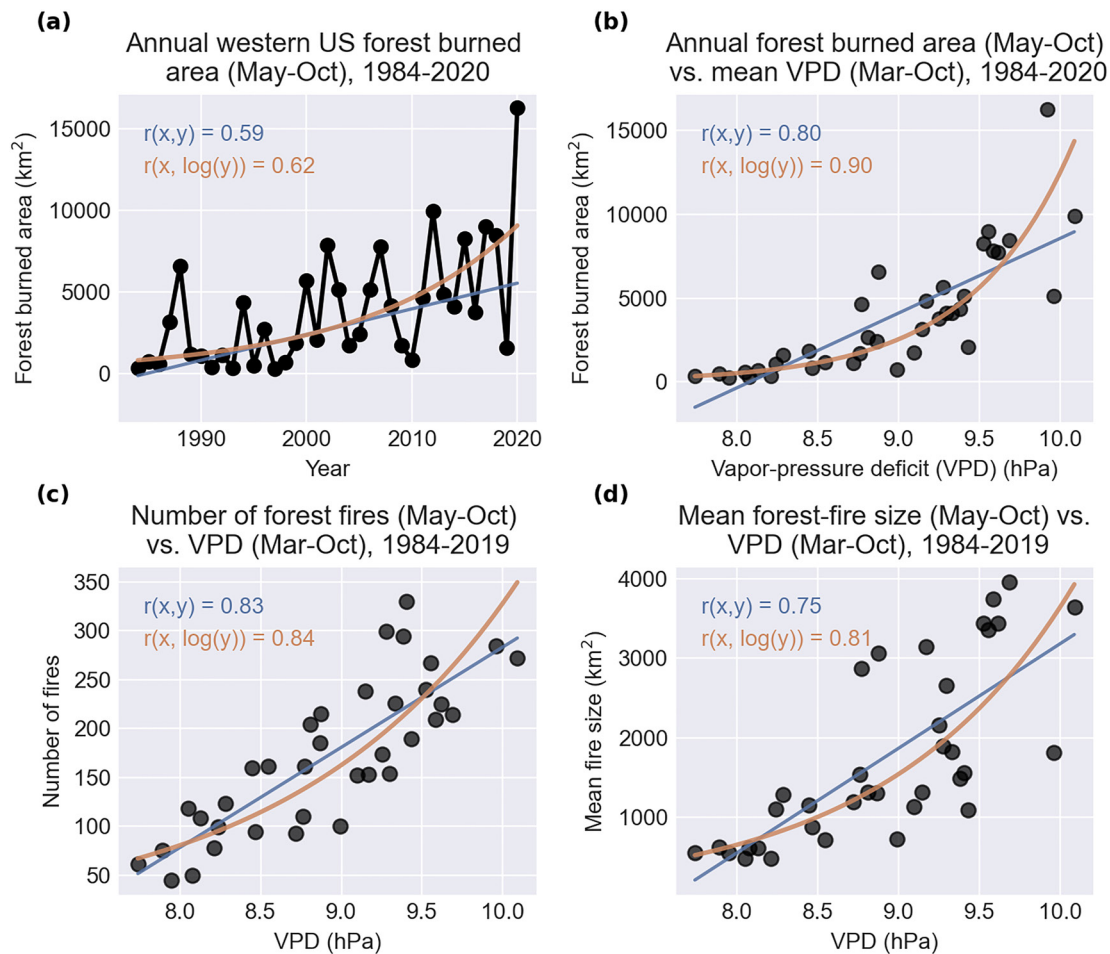 (a)
Annual western US forest burned
area (May-Oct), 1984-2020
r(x,y) = 0.59
r(x, log(y)) = 0.62
15000
10000
5000
0
Forest burned area (km²)
1990
2000
2010
2020
Year
(b)
Annual forest burned area (May-Oct)
vs. mean VPD (Mar-Oct), 1984-2020
r(x,y) = 0.80
r(x, log(y)) = 0.90
15000
10000
5000
0
Forest burned area (km²)
8.0
8.5
9.0
9.5
10.0
Vapor-pressure deficit (VPD) (hPa)
(c)
Number of forest fires (May-Oct)
vs. VPD (Mar-Oct), 1984-2019
r(x,y) = 0.83
r(x, log(y)) = 0.84
350
300
250
200
150
100
50
Number of fires
8.0
8.5
9.0
9.5
10.0
VPD (hPa)
(d)
Mean forest-fire size (May-Oct) vs.
VPD (Mar-Oct), 1984-2019
r(x,y) = 0.75
r(x, log(y)) = 0.81
4000
3000
2000
1000
Mean fire size (km²)
8.0
8.5
9.0
9.5
10.0
VPD (hPa)